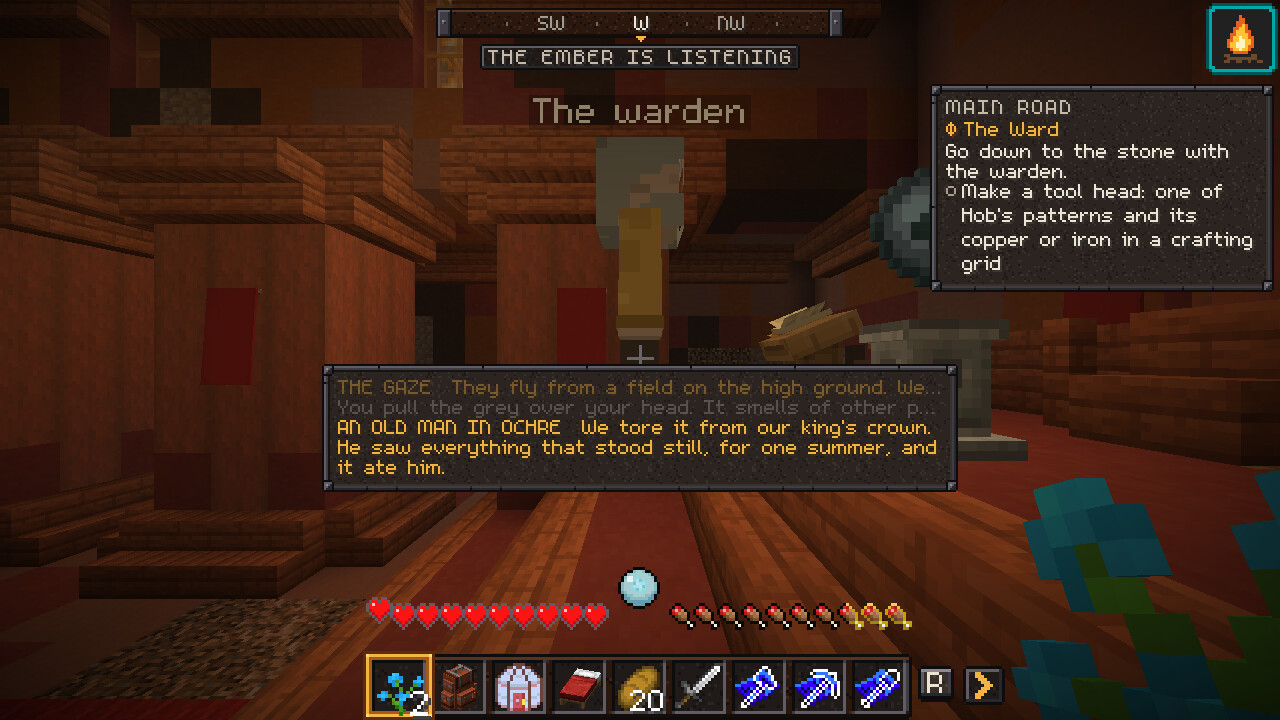 SW · W · NW
THE EMBER IS LISTENING
The warden
MAIN ROAD
The Ward
Go down to the stone with
the warden.
Make a tool head: one of
Hob's patterns and its
copper or iron in a crafting
grid
THE GAZE They fly from a field on the high ground. We...
You pull the grey over your head. It smells of other p...
AN OLD MAN IN OCHRE We tore it from our king's crown.
He saw everything that stood still, for one summer, and
it ate him.
2
20
R